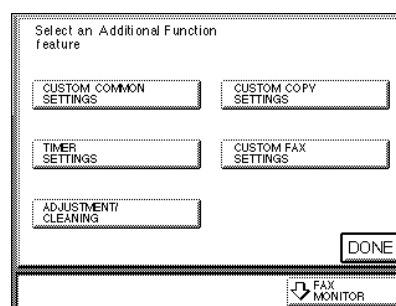 Select an Additional Function
feature
CUSTOM COMMON
SETTINGS
CUSTOM COPY
SETTINGS
TIMER
SETTINGS
CUSTOM FAX
SETTINGS
ADJUSTMENT/
CLEANING
DONE
FAX
MONITOR